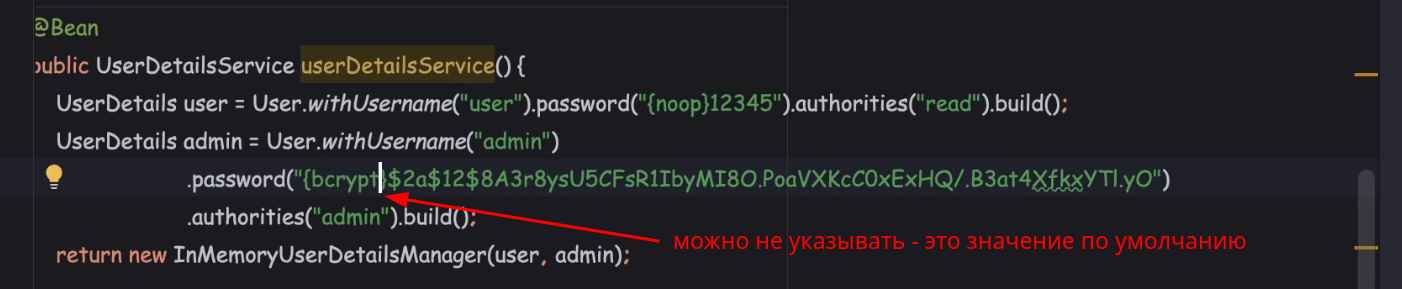 @Bean
public UserDetailsService userDetailsService() {
UserDetails user = User.withUsername("user").password("{noop}12345").authorities("read").build();
UserDetails admin = User.withUsername("admin")
.password("{bcrypt}$2a$12$8A3r8ysU5CFsR1IbyMI8O.PoaVXKcC0xExHQ/.B3at4XfkxYTl.yO")
.authorities("admin").build();
можно не указывать - это значение по умолчанию
return new InMemoryUserDetailsManager(user, admin);